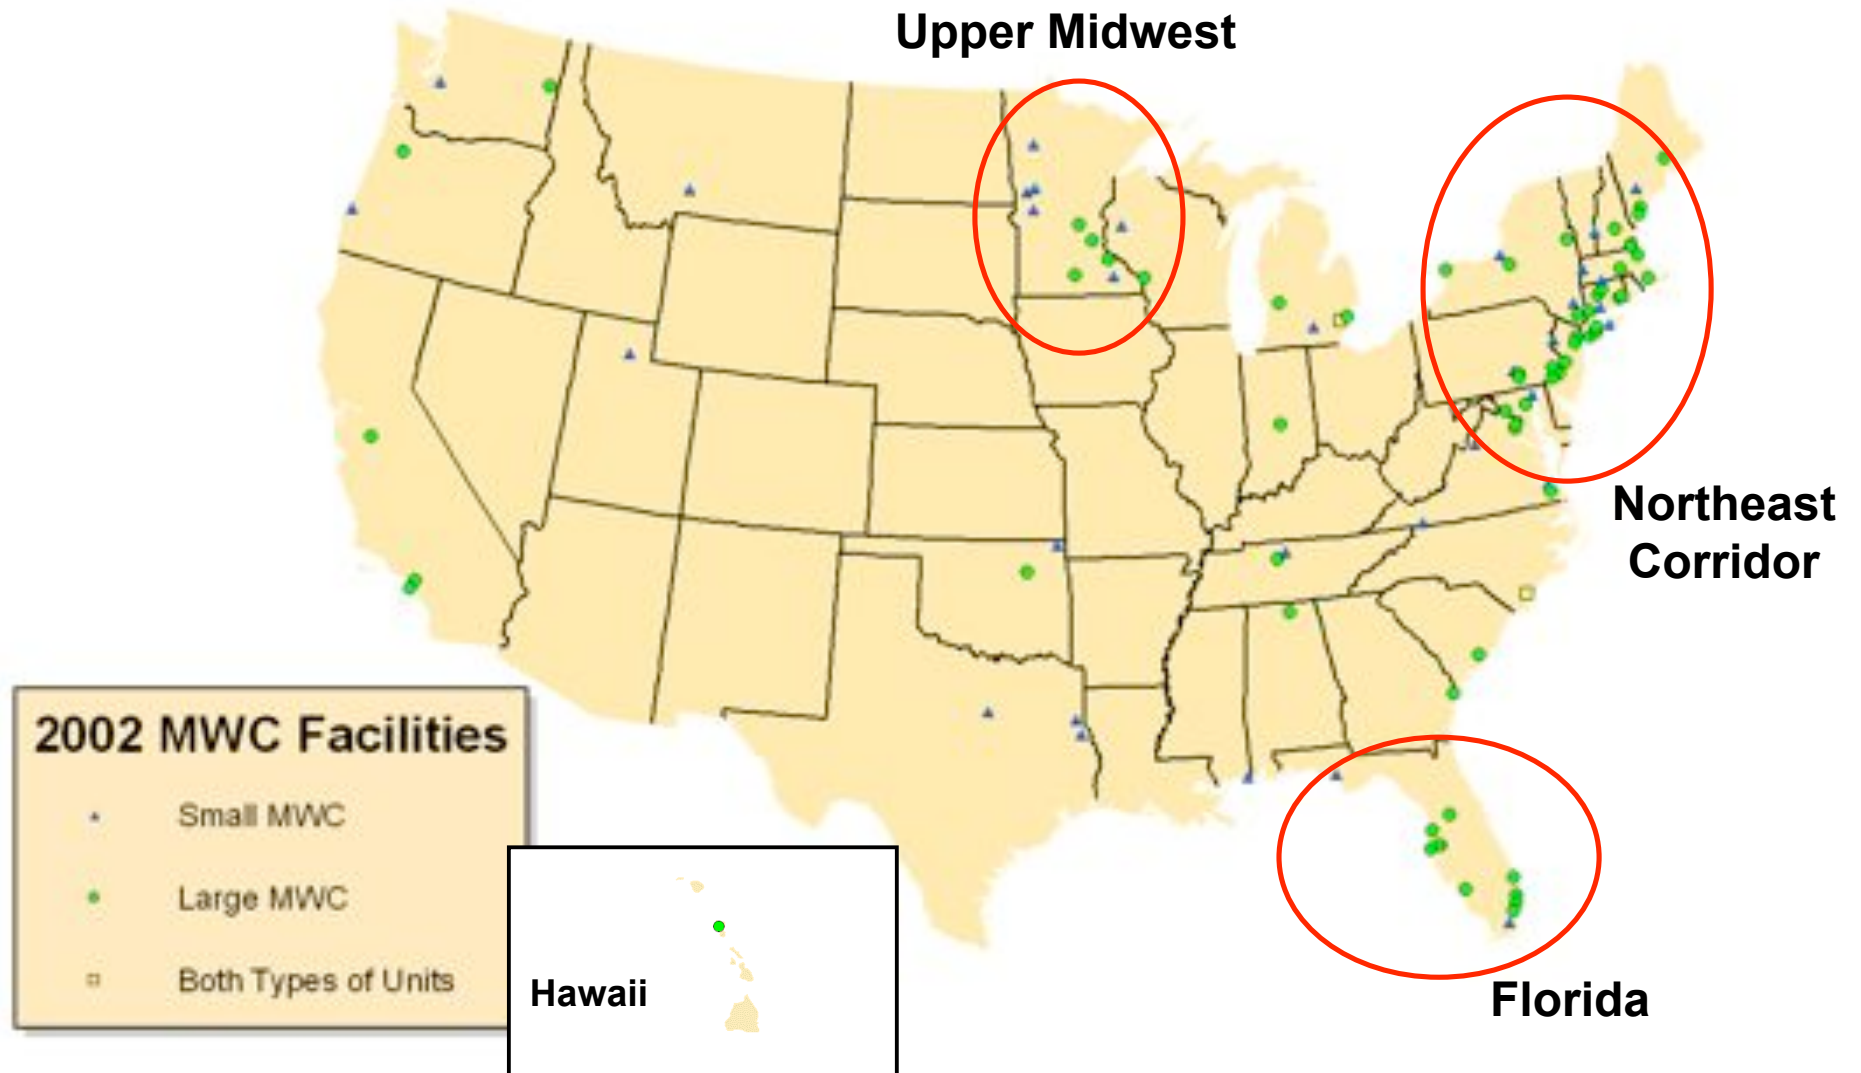 Upper Midwest
Northeast
Corridor
2002 MWC Facilities
Small MWC
Large MWC
Both Types of Units
Hawaii
Florida